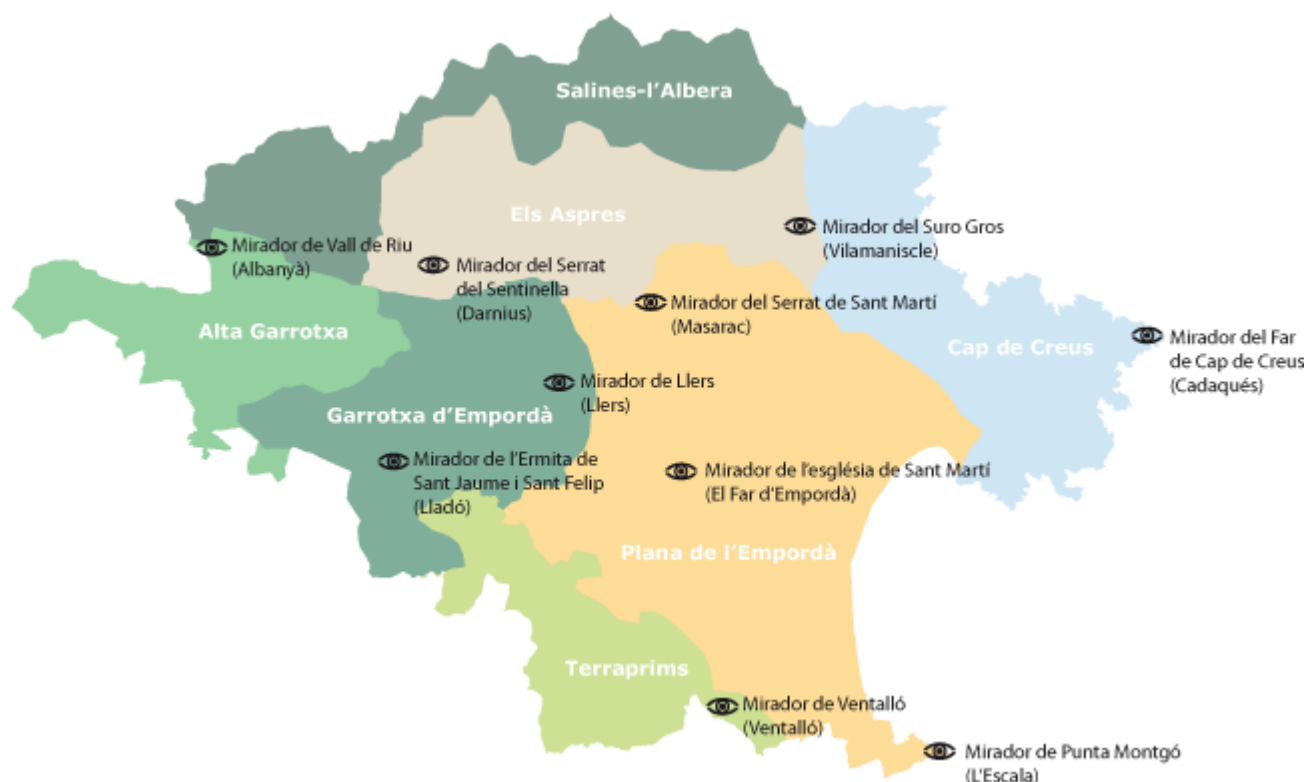 Salines-l'Albera
Els Aspres
Mirador del Suro Gros
(Vilamaniscle)
Mirador de Vall de Riu
(Albanyà)
Mirador del Serrat
del Sentinella
(Darnius)
Mirador del Serrat de Sant Martí
(Masarac)
Alta Garrotxa
Cap de Creus
Mirador del Far
de Cap de Creus
(Cadaqués)
Mirador de Llers
(Llers)
Garrotxa d'Empordà
Mirador de l'Ermita de
Sant Jaume i Sant Felip
(Lladó)
Mirador de l'església de Sant Martí
(El Far d'Empordà)
Plana de l'Empordà
Terraprims
Mirador de Ventalló
(Ventalló)
Mirador de Punta Montgó
(L'Escala)